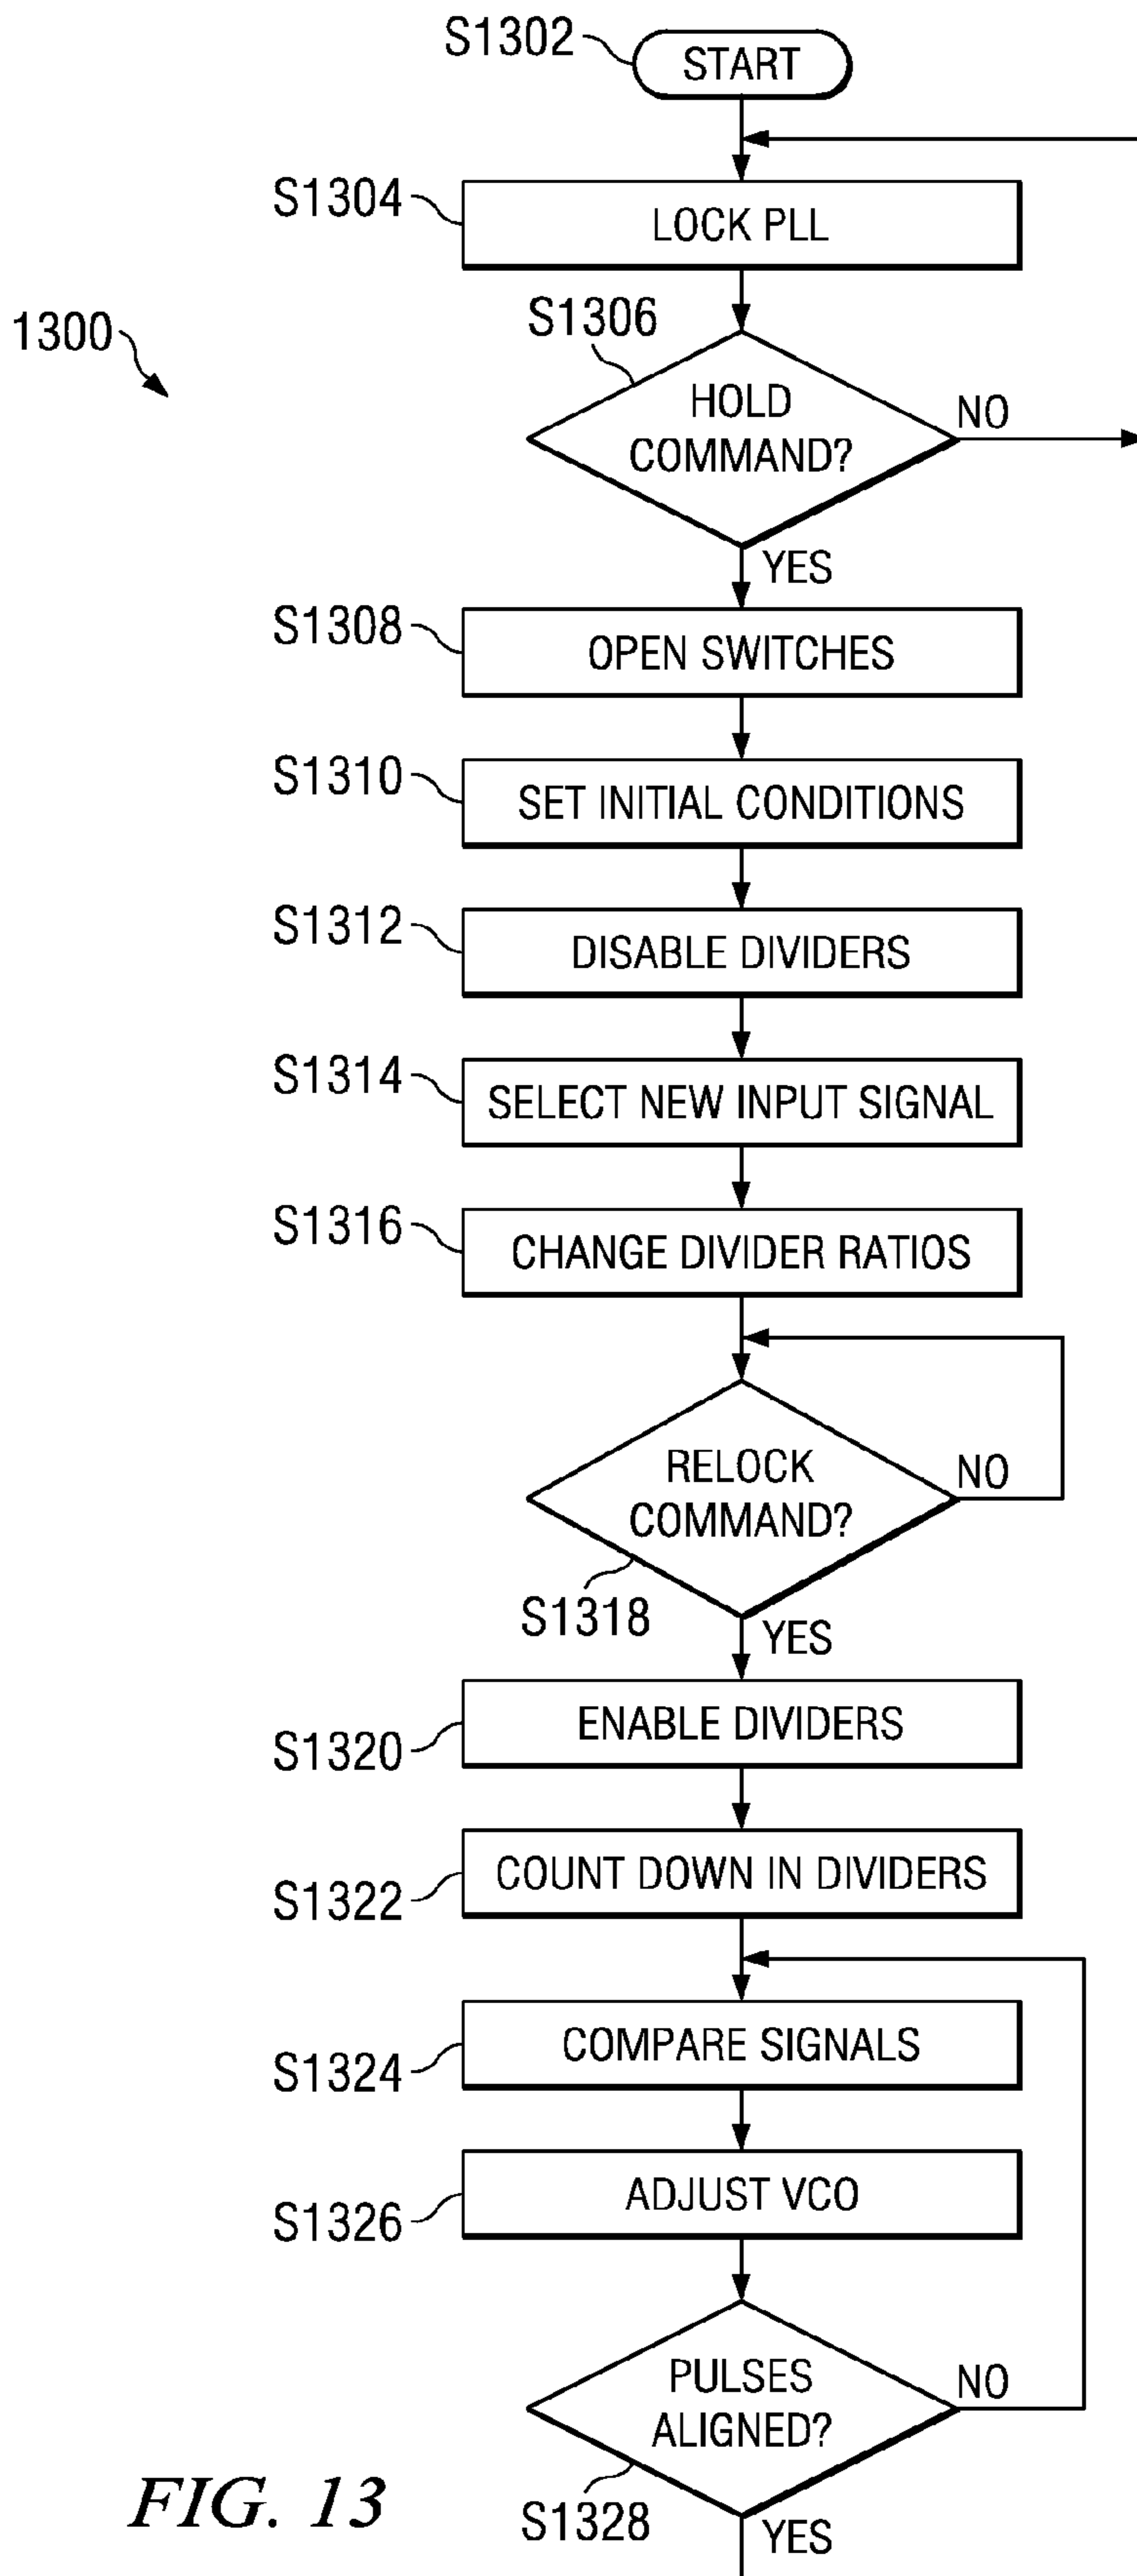 S1302
START
S1304
LOCK PLL
1300
S1306
HOLD
COMMAND?
NO
YES
S1308
OPEN SWITCHES
S1310
SET INITIAL CONDITIONS
S1312
DISABLE DIVIDERS
S1314
SELECT NEW INPUT SIGNAL
S1316
CHANGE DIVIDER RATIOS
RELOCK
COMMAND?
NO
S1318
YES
S1320
ENABLE DIVIDERS
S1322
COUNT DOWN IN DIVIDERS
S1324
COMPARE SIGNALS
S1326
ADJUST VCO
PULSES
ALIGNED?
NO
S1328
YES
FIG. 13